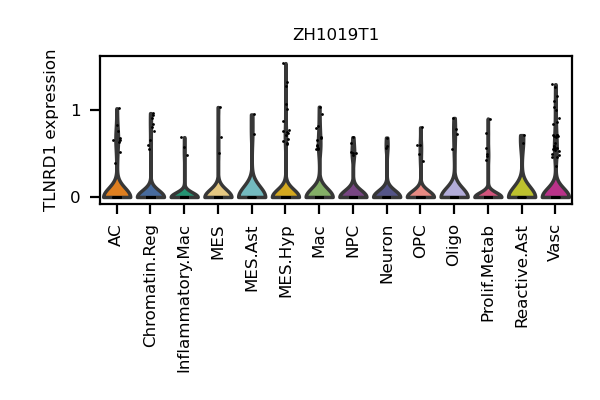 ZH1019T1
TLNRD1 expression
1
0
AC
Chromatin.Reg
Inflammatory.Mac
MES
MES.Ast
MES.Hyp
Mac
NPC
Neuron
OPC
Oligo
Prolif.Metab
Reactive.Ast
Vasc